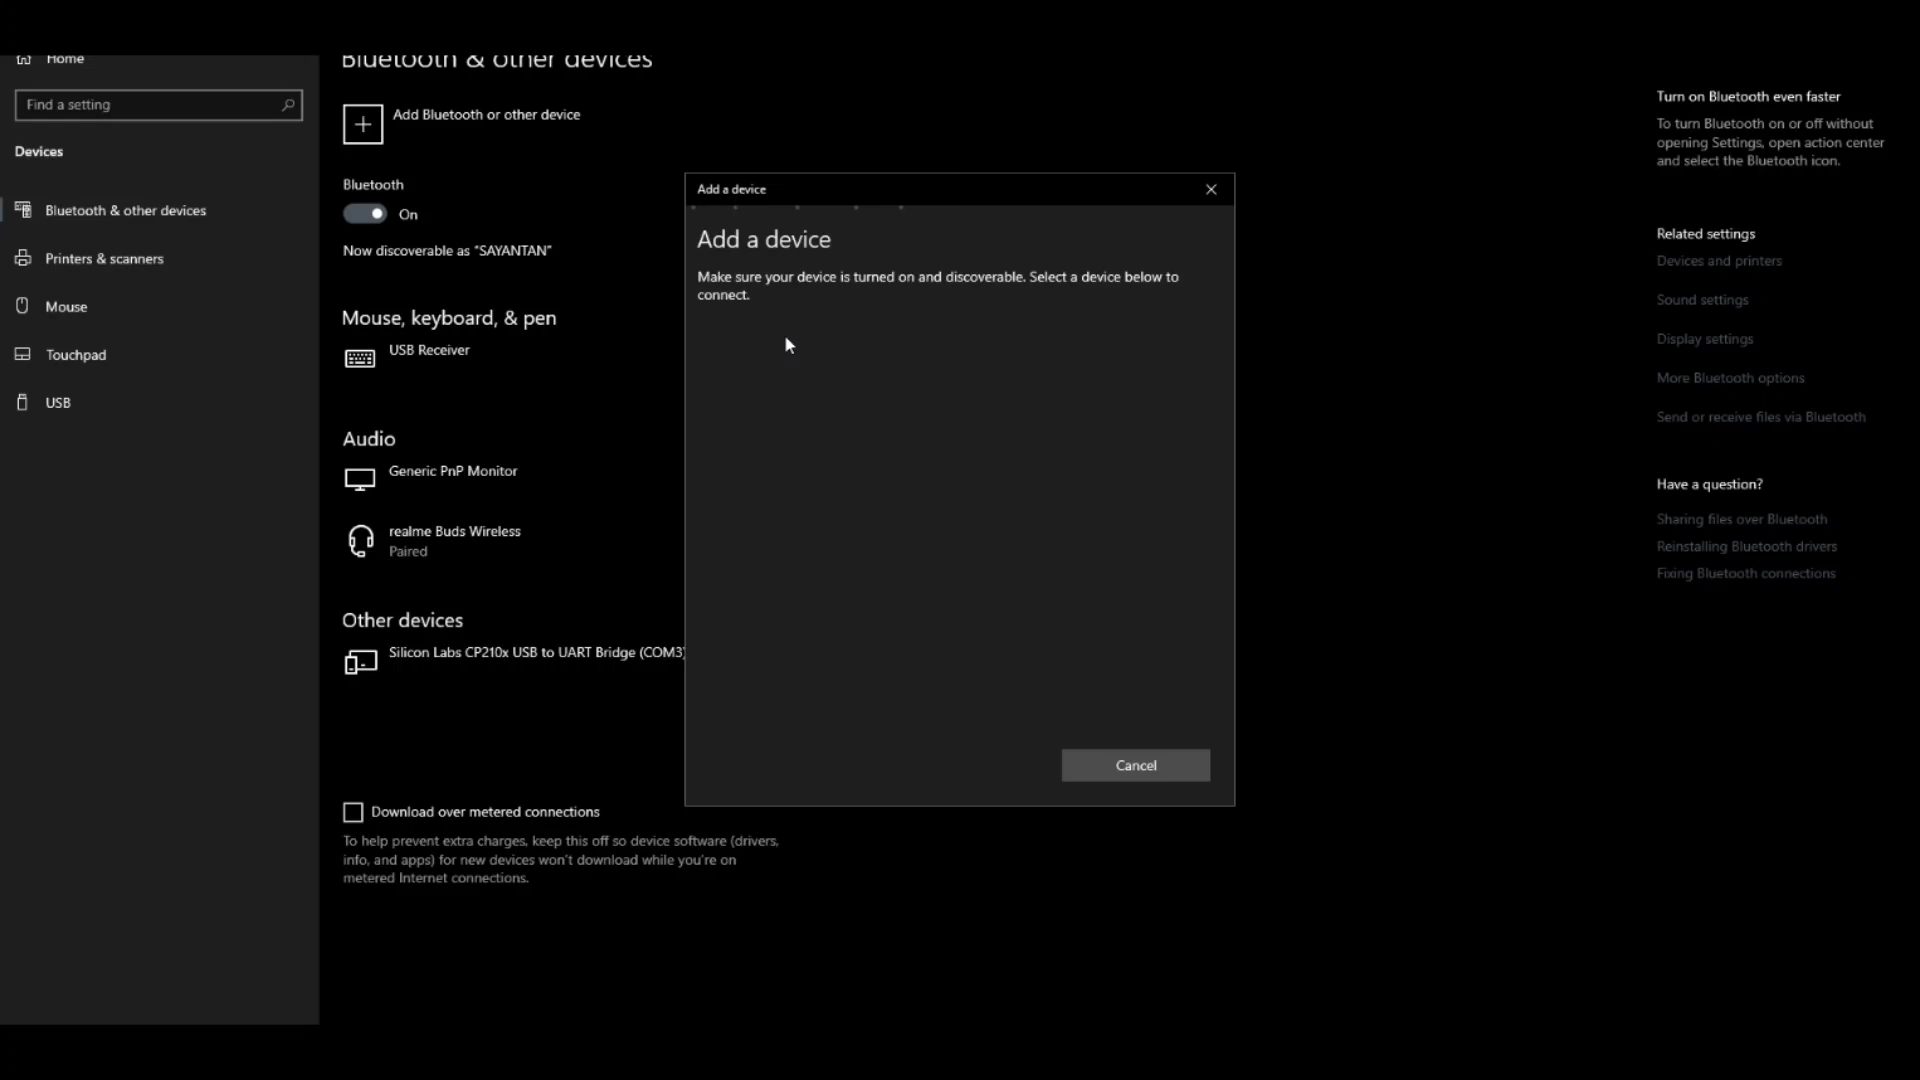 Home
Find a setting
Devices
Bluetooth & other devices
Printers & scanners
Mouse
Touchpad
USB
Bluetooth & other devices
Add Bluetooth or other device
Bluetooth
On
Now discoverable as "SAYANTAN"
Mouse, keyboard, & pen
USB Receiver
Audio
Generic PnP Monitor
realme Buds Wireless
Paired
Other devices
Silicon Labs CP210x USB to UART Bridge (COM3)
Download over metered connections
To help prevent extra charges, keep this off so device software (drivers,
info, and apps) for new devices won't download while you're on
metered Internet connections.
Add a device
Add a device
Make sure your device is turned on and discoverable. Select a device below to
connect.
Cancel
Turn on Bluetooth even faster
To turn Bluetooth on or off without
opening Settings, open action center
and select the Bluetooth icon.
Related settings
Devices and printers
Sound settings
Display settings
More Bluetooth options
Send or receive files via Bluetooth
Have a question?
Sharing files over Bluetooth
Reinstalling Bluetooth drivers
Fixing Bluetooth connections